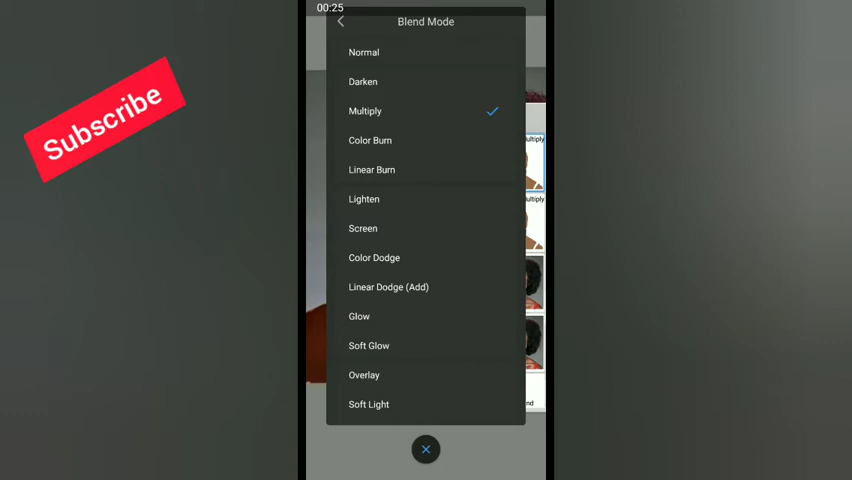 00:25
Blend Mode
Subscribe
Normal
Darken
Multiply
Color Burn
Linear Burn
Lighten
Screen
Color Dodge
Linear Dodge (Add)
Glow
Soft Glow
Overlay
Soft Light